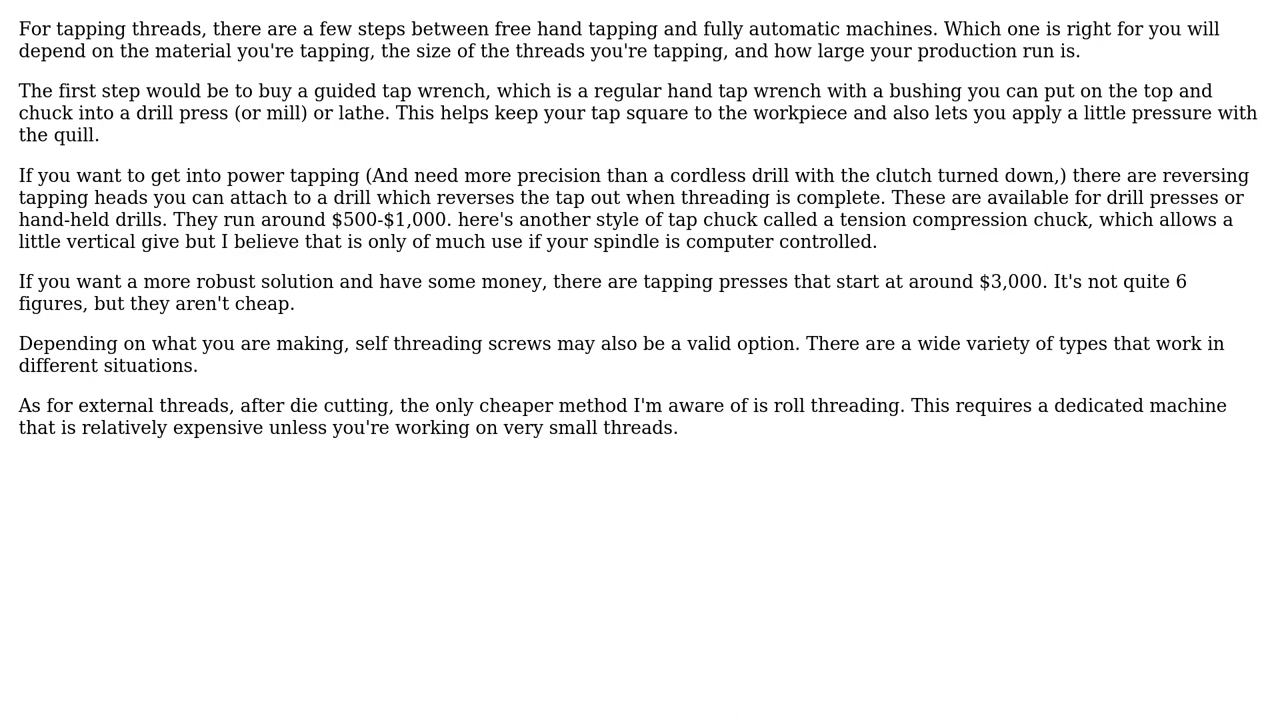 For tapping threads, there are a few steps between free hand tapping and fully automatic machines. Which one is right for you will
depend on the material you're tapping, the size of the threads you're tapping, and how large your production run is.
The first step would be to buy a guided tap wrench, which is a regular hand tap wrench with a bushing you can put on the top and
chuck into a drill press (or mill) or lathe. This helps keep your tap square to the workpiece and also lets you apply a little pressure with
the quill.
If you want to get into power tapping (And need more precision than a cordless drill with the clutch turned down,) there are reversing
tapping heads you can attach to a drill which reverses the tap out when threading is complete. These are available for drill presses or
hand-held drills. They run around $500-$1,000. here's another style of tap chuck called a tension compression chuck, which allows a
little vertical give but I believe that is only of much use if your spindle is computer controlled.
If you want a more robust solution and have some money, there are tapping presses that start at around $3,000. It's not quite 6
figures, but they aren't cheap.
Depending on what you are making, self threading screws may also be a valid option. There are a wide variety of types that work in
different situations.
As for external threads, after die cutting, the only cheaper method I'm aware of is roll threading. This requires a dedicated machine
that is relatively expensive unless you're working on very small threads.